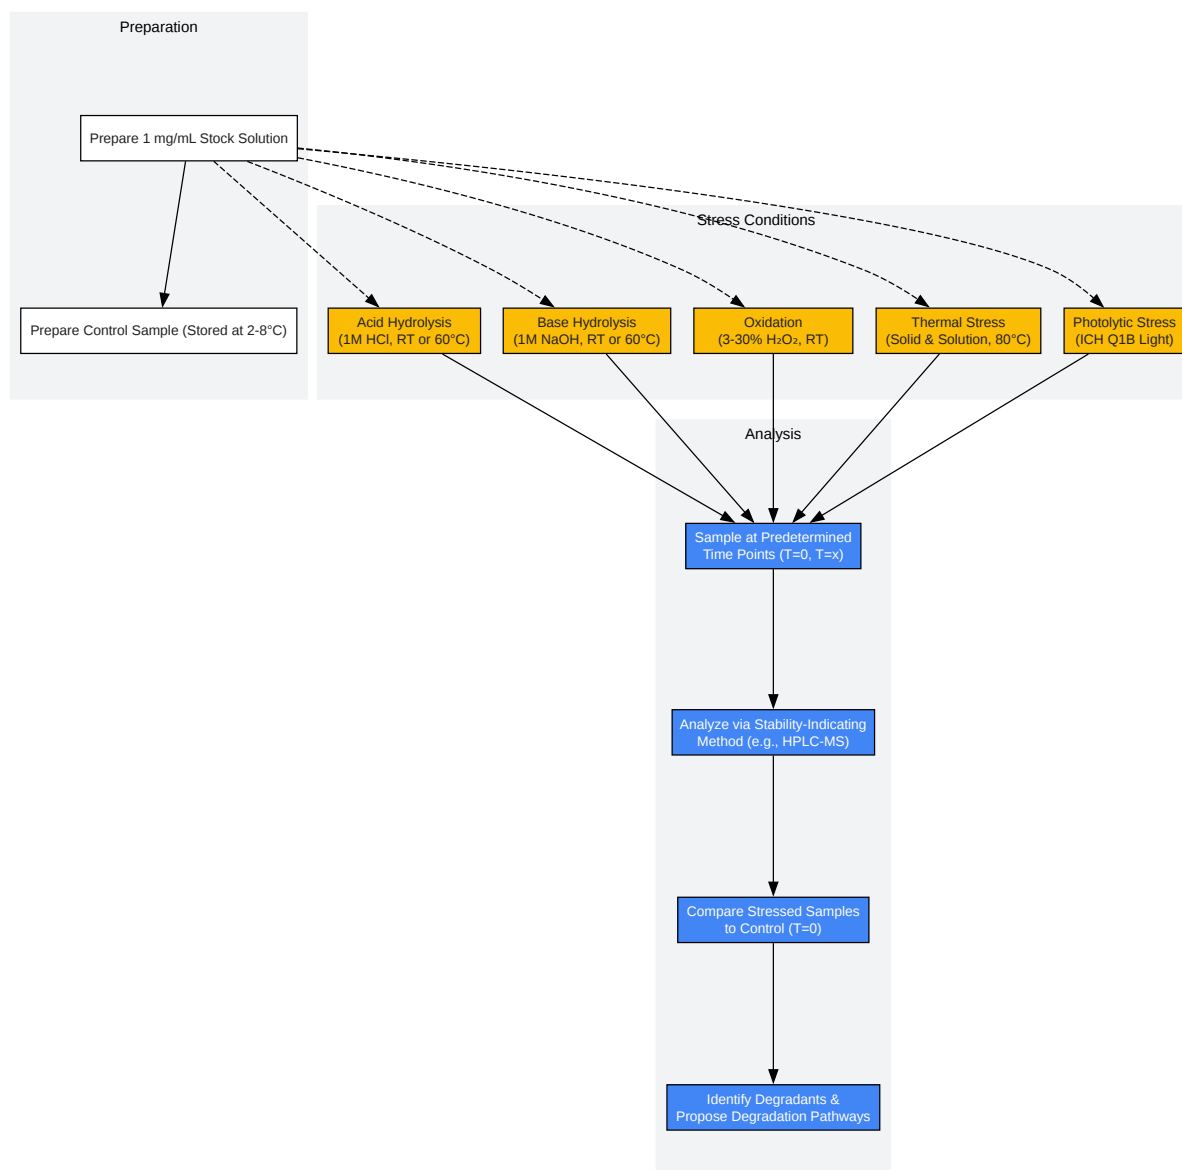 Preparation
Prepare 1 mg/mL Stock Solution
Stress Conditions
Prepare Control Sample (Stored at 2-8°C)
Acid Hydrolysis
(1M HCl, RT or 60°C)
Base Hydrolysis
(1M NaOH, RT or 60°C)
Oxidation
(3-30% H₂O₂, RT)
Thermal Stress
(Solid & Solution, 80°C)
Photolytic Stress
(ICH Q1B Light)
Analysis
Sample at Predetermined
Time Points (T=0, T=x)
Analyze via Stability-Indicating
Method (e.g., HPLC-MS)
Compare Stressed Samples
to Control (T=0)
Identify Degradants &
Propose Degradation Pathways